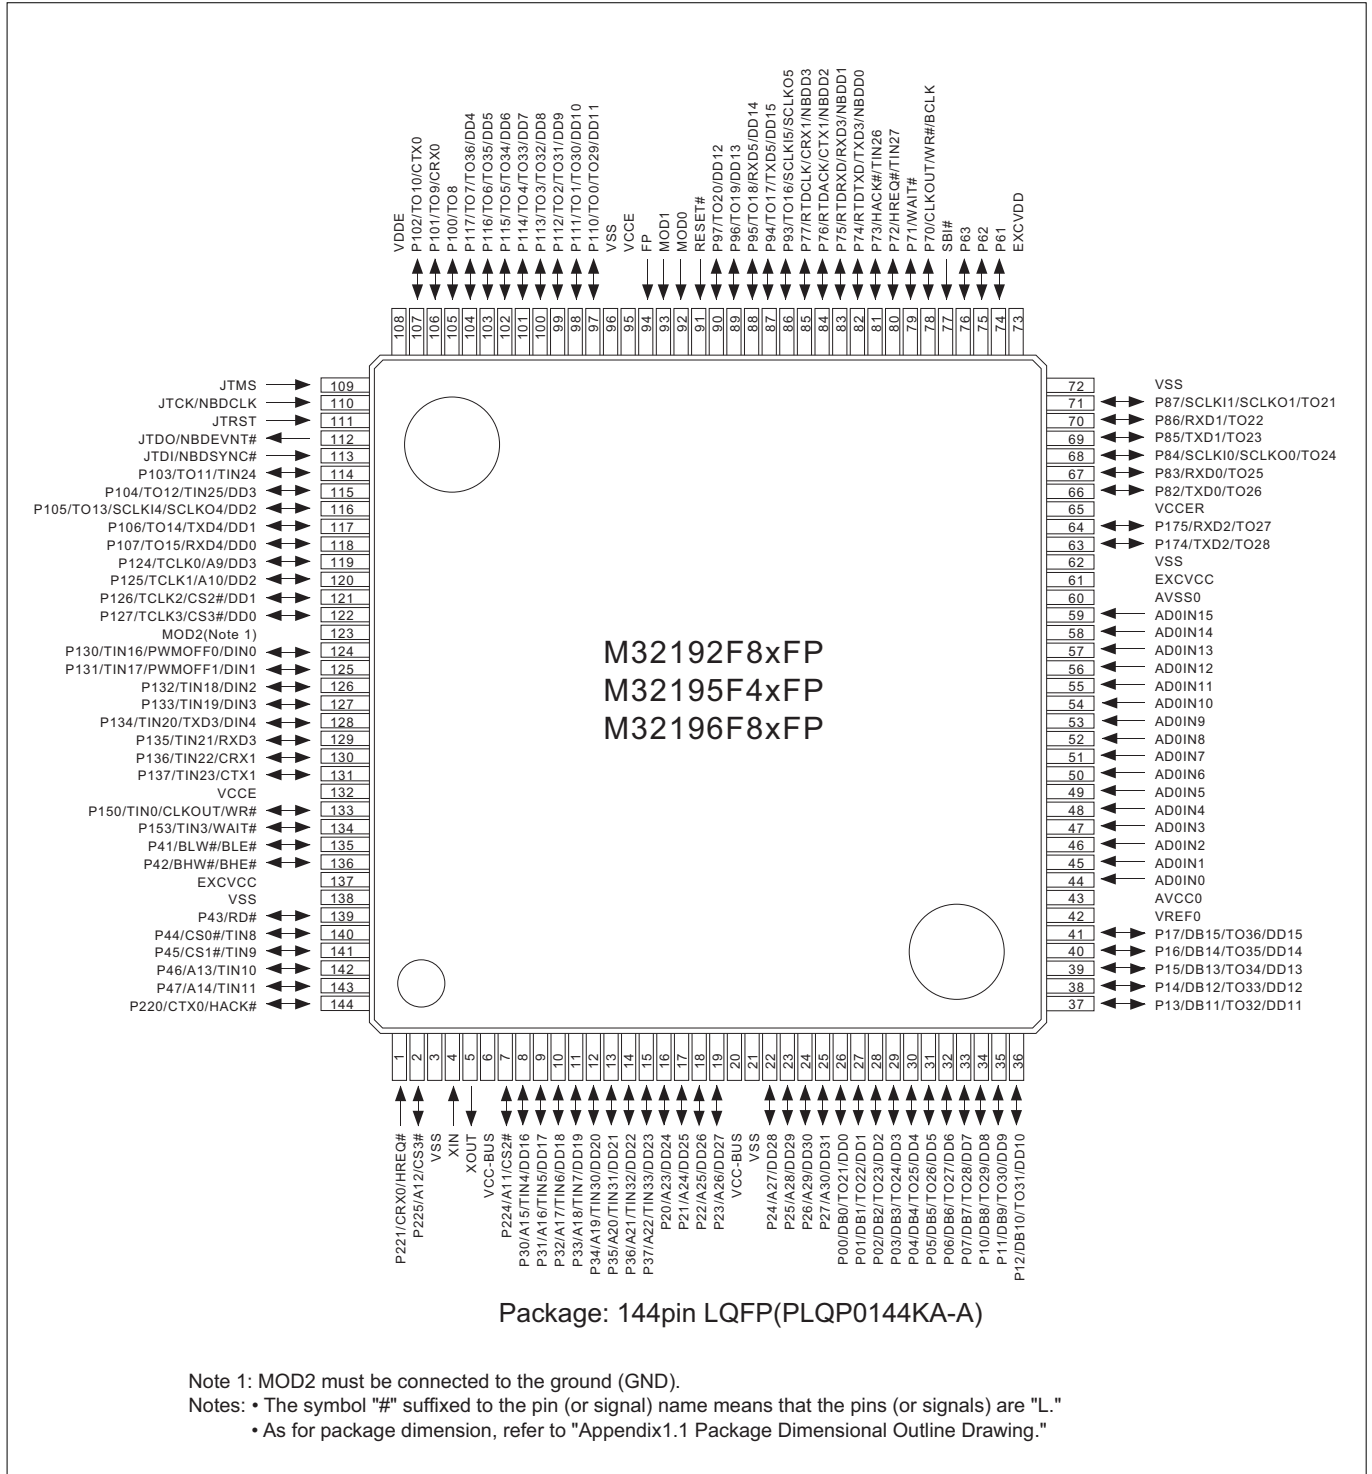 VDDE
P102/TO10/CTX0
P101/TO9/CRX0
P100/TO8
P117/TO7/TO36/DD4
P116/TO6/TO35/DD5
P115/TO5/TO34/DD6
P114/TO4/TO33/DD7
P113/TO3/TO32/DD8
P112/TO2/TO31/DD9
P111/TO1/TO30/DD10
P110/TO0/TO29/DD11
VSS
VCCE
FP
MOD1
MOD0
RESET#
P97/TO20/DD12
P96/TO19/DD13
P95/TO18/RXD5/DD14
P94/TO17/TXD5/DD15
P93/TO16/SCLKI5/SCLKO5
P77/RTDCLK/CRX1/NBDD3
P76/RTDACK/CTX1/NBDD2
P75/RTDRXD/RXD3/NBDD1
P74/RTDTXD/TXD3/NBDD0
P73/HACK#/TIN26
P72/HREQ#/TIN27
P71/WAIT#
P70/CLKOUT/WR#/BCLK
SBI#
P63
P62
P61
EXCVDD
108
107
106
105
104
103
102
101
100
99
98
97
96
95
94
93
92
91
90
89
88
87
86
85
84
83
82
81
80
79
78
77
76
75
74
73
JTMS 109
JTCK/NBDCLK 110
JTRST 111
JTDO/NBDEVNT# 112
JTDI/NBDSYNC# 113
P103/TO11/TIN24 114
P104/TO12/TIN25/DD3 115
P105/TO13/SCLKI4/SCLKO4/DD2 116
P106/TO14/TXD4/DD1 117
P107/TO15/RXD4/DD0 118
P124/TCLK0/A9/DD3 119
P125/TCLK1/A10/DD2 120
P126/TCLK2/CS2#/DD1 121
P127/TCLK3/CS3#/DD0 122
MOD2(Note 1) 123
P130/TIN16/PWMOFF0/DIN0 124
P131/TIN17/PWMOFF1/DIN1 125
P132/TIN18/DIN2 126
P133/TIN19/DIN3 127
P134/TIN20/TXD3/DIN4 128
P135/TIN21/RXD3 129
P136/TIN22/CRX1 130
P137/TIN23/CTX1 131
VCCE 132
P150/TIN0/CLKOUT/WR# 133
P153/TIN3/WAIT# 134
P41/BLW#/BLE# 135
P42/BHW#/BHE# 136
EXCVCC 137
VSS 138
P43/RD# 139
P44/CS0#/TIN8 140
P45/CS1#/TIN9 141
P46/A13/TIN10 142
P47/A14/TIN11 143
P220/CTX0/HACK# 144
M32192F8xFP
M32195F4xFP
M32196F8xFP
72 VSS
71 P87/SCLKI1/SCLKO1/TO21
70 P86/RXD1/TO22
69 P85/TXD1/TO23
68 P84/SCLKI0/SCLKO0/TO24
67 P83/RXD0/TO25
66 P82/TXD0/TO26
65 VCCER
64 P175/RXD2/TO27
63 P174/TXD2/TO28
62 VSS
61 EXCVCC
60 AVSS0
59 AD0IN15
58 AD0IN14
57 AD0IN13
56 AD0IN12
55 AD0IN11
54 AD0IN10
53 AD0IN9
52 AD0IN8
51 AD0IN7
50 AD0IN6
49 AD0IN5
48 AD0IN4
47 AD0IN3
46 AD0IN2
45 AD0IN1
44 AD0IN0
43 AVCC0
42 VREF0
41 P17/DB15/TO36/DD15
40 P16/DB14/TO35/DD14
39 P15/DB13/TO34/DD13
38 P14/DB12/TO33/DD12
37 P13/DB11/TO32/DD11
1
2
3
4
5
6
7
8
9
10
11
12
13
14
15
16
17
18
19
20
21
22
23
24
25
26
27
28
29
30
31
32
33
34
35
36
P221/CRX0/HREQ#
P225/A12/CS3#
VSS
XIN
XOUT
VCC-BUS
P224/A11/CS2#
P30/A15/TIN4/DD16
P31/A16/TIN5/DD17
P32/A17/TIN6/DD18
P33/A18/TIN7/DD19
P34/A19/TIN30/DD20
P35/A20/TIN31/DD21
P36/A21/TIN32/DD22
P37/A22/TIN33/DD23
P20/A23/DD24
P21/A24/DD25
P22/A25/DD26
P23/A26/DD27
VCC-BUS
VSS
P24/A27/DD28
P25/A28/DD29
P26/A29/DD30
P27/A30/DD31
P00/DB0/TO21/DD0
P01/DB1/TO22/DD1
P02/DB2/TO23/DD2
P03/DB3/TO24/DD3
P04/DB4/TO25/DD4
P05/DB5/TO26/DD5
P06/DB6/TO27/DD6
P07/DB7/TO28/DD7
P10/DB8/TO29/DD8
P11/DB9/TO30/DD9
P12/DB10/TO31/DD10
Package: 144pin LQFP(PLQP0144KA-A)
Note 1: MOD2 must be connected to the ground (GND).
Notes: • The symbol "#" suffixed to the pin (or signal) name means that the pins (or signals) are "L."
• As for package dimension, refer to "Appendix1.1 Package Dimensional Outline Drawing."